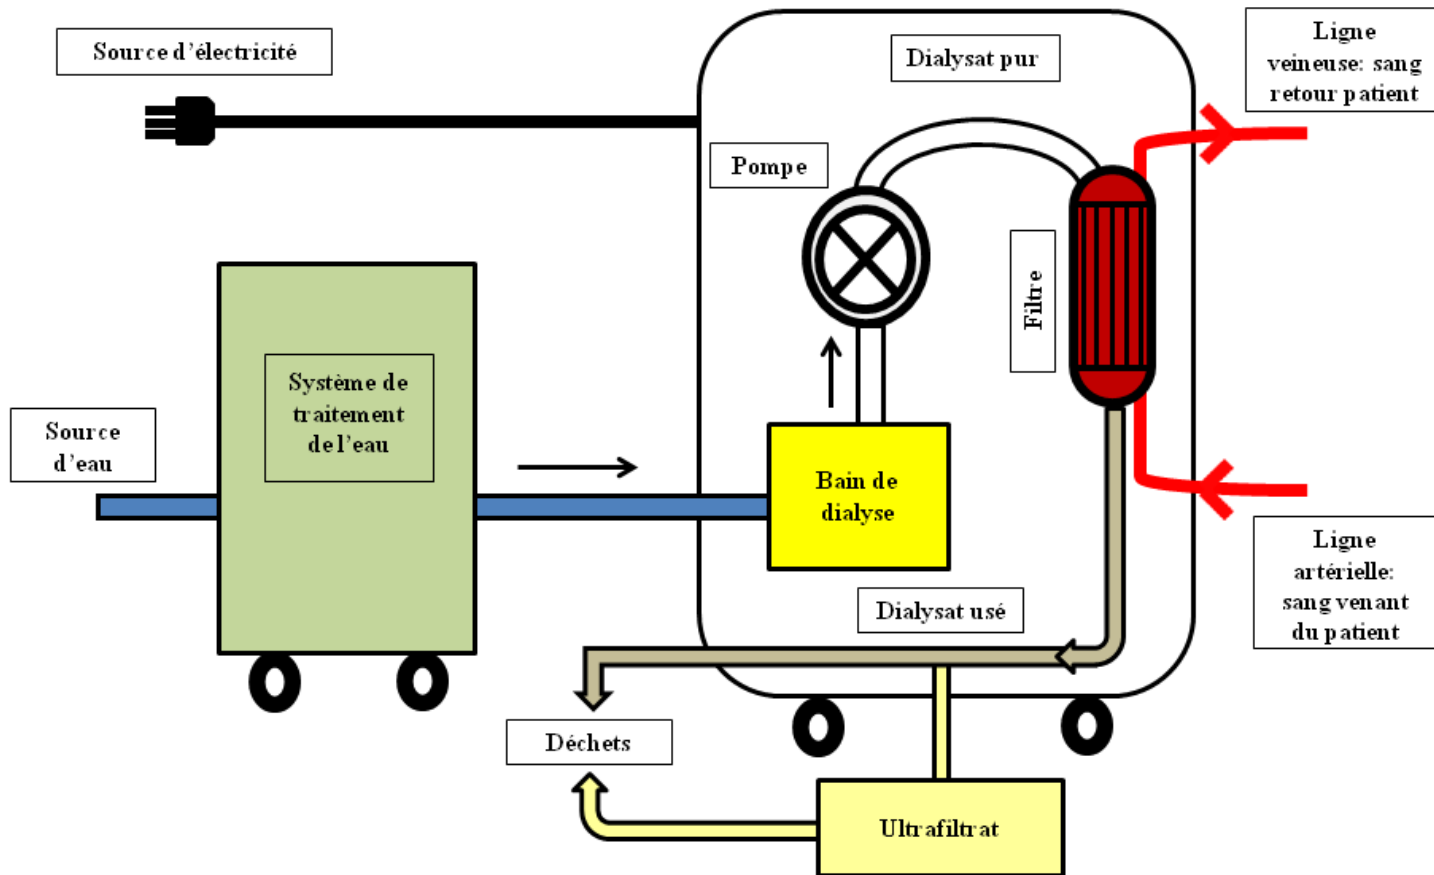 Source d'électricité
Dialysat pur
Ligne
veineuse: sang
retour patient
Pompe
Filtre
Système de
traitement
de l'eau
Source
d'eau
Bain de
dialyse
Ligne
artérielle:
sang venant
du patient
Dialysat usé
Déchets
Ultrafiltrat